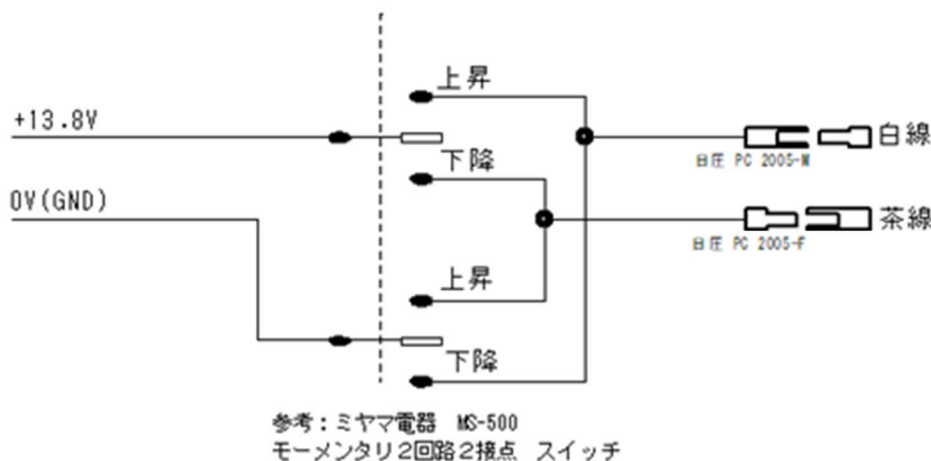 上昇
+13.8V
白線
日圧 PC 2005-M
下降
0V(GND)
茶線
日圧 PC 2005-F
上昇
下降
参考：ミヤマ電器 MS-500
モーメンタリ２回路２接点 スイッチ